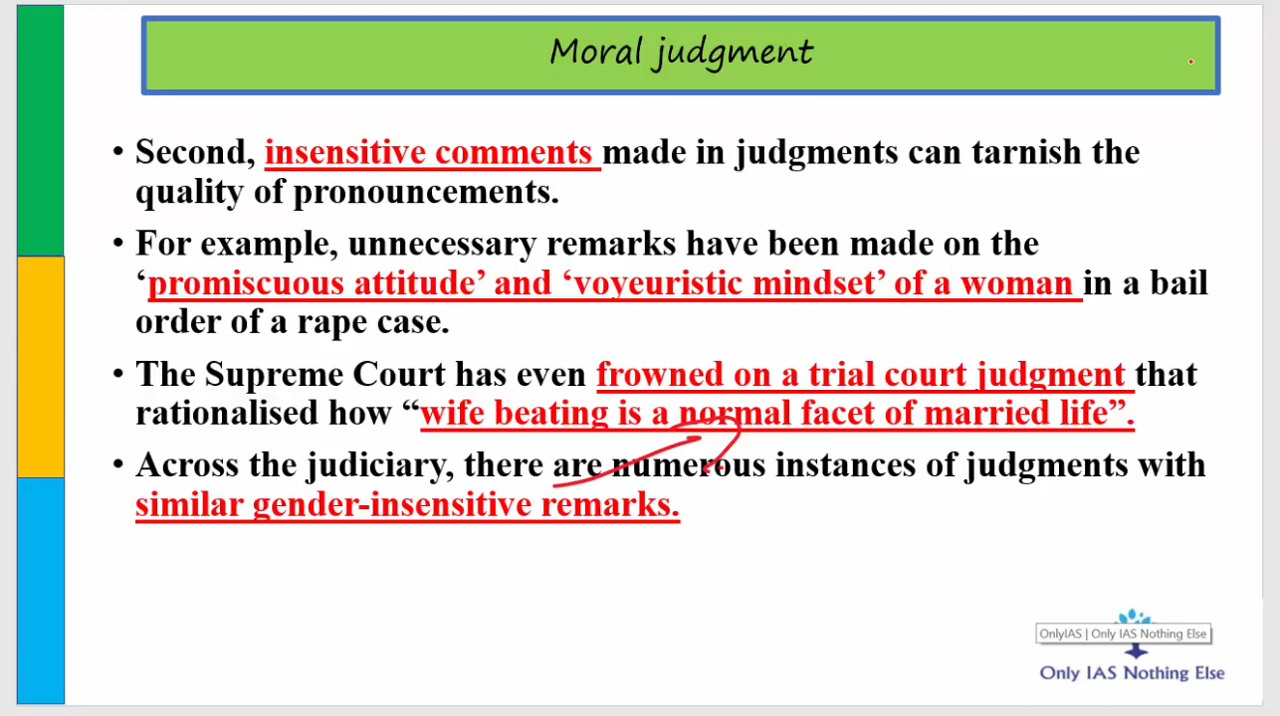 Moral judgment
• Second, insensitive comments made in judgments can tarnish the
quality of pronouncements.
• For example, unnecessary remarks have been made on the
‘promiscuous attitude’ and ‘voyeuristic mindset’ of a woman in a bail
order of a rape case.
• The Supreme Court has even frowned on a trial court judgment that
rationalised how “wife beating is a normal facet of married life”.
• Across the judiciary, there are numerous instances of judgments with
similar gender-insensitive remarks.
OnlyIAS | Only IAS Nothing Else
Only IAS Nothing Else